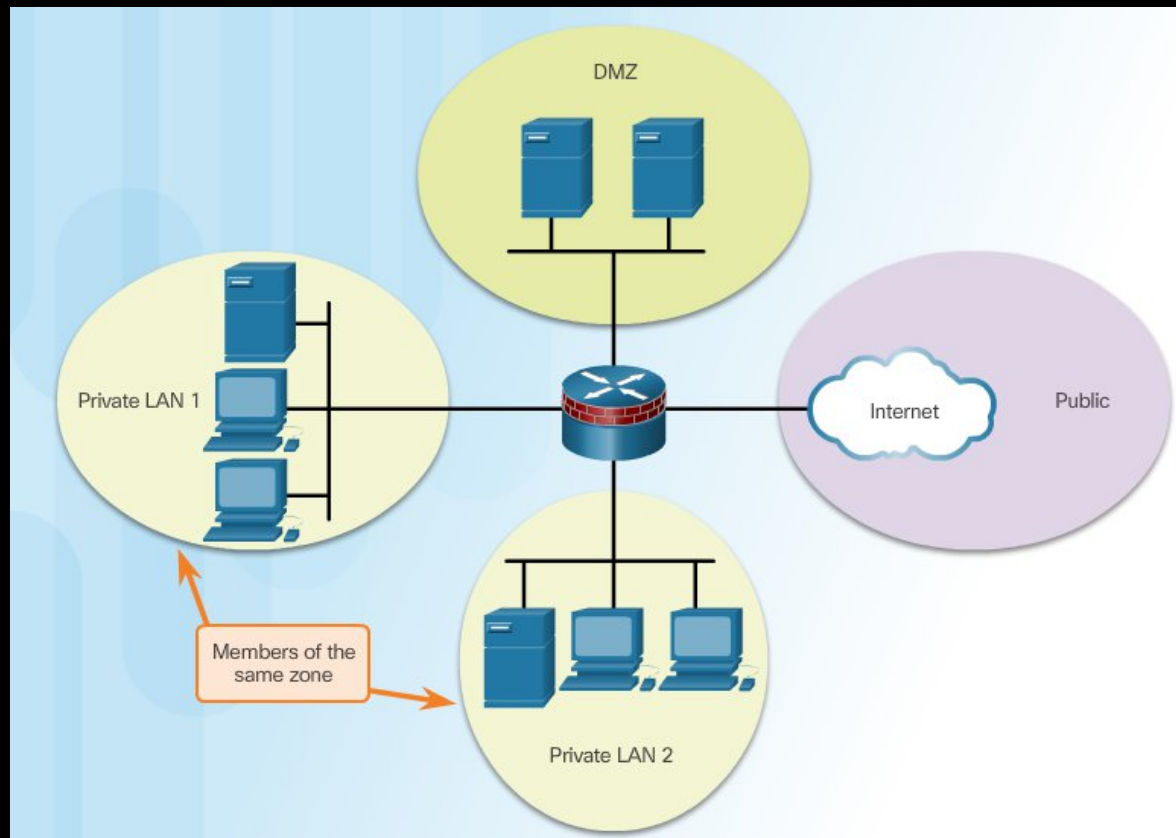 DMZ
Private LAN 1
Internet
Public
Members of the
same zone
Private LAN 2